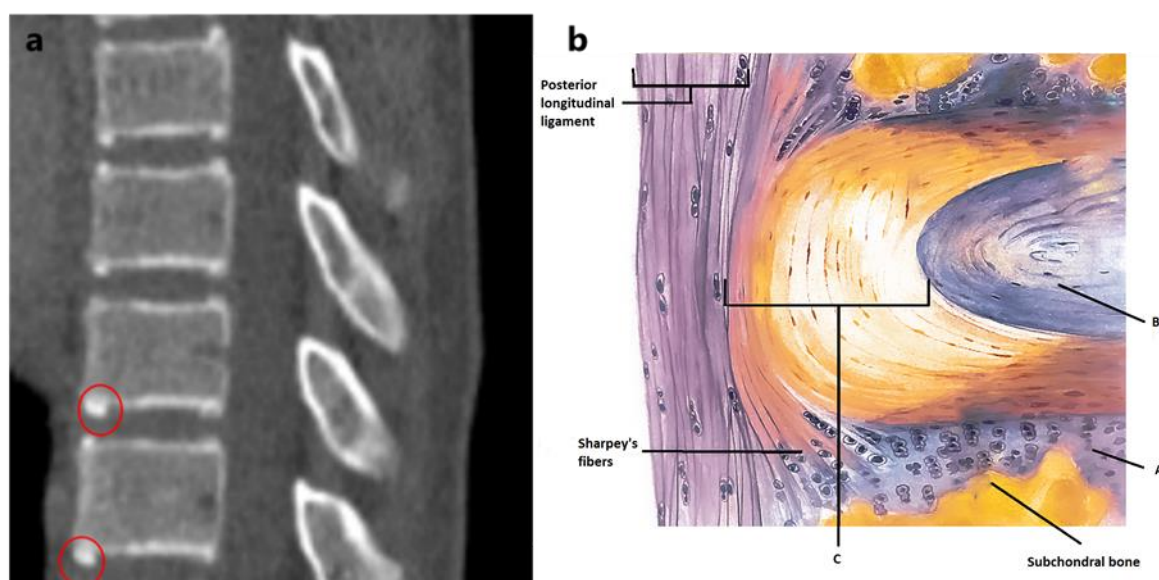 a
b
Posterior
longitudinal
ligament
B
Sharpey's
fibers
A
C
Subchondral bone